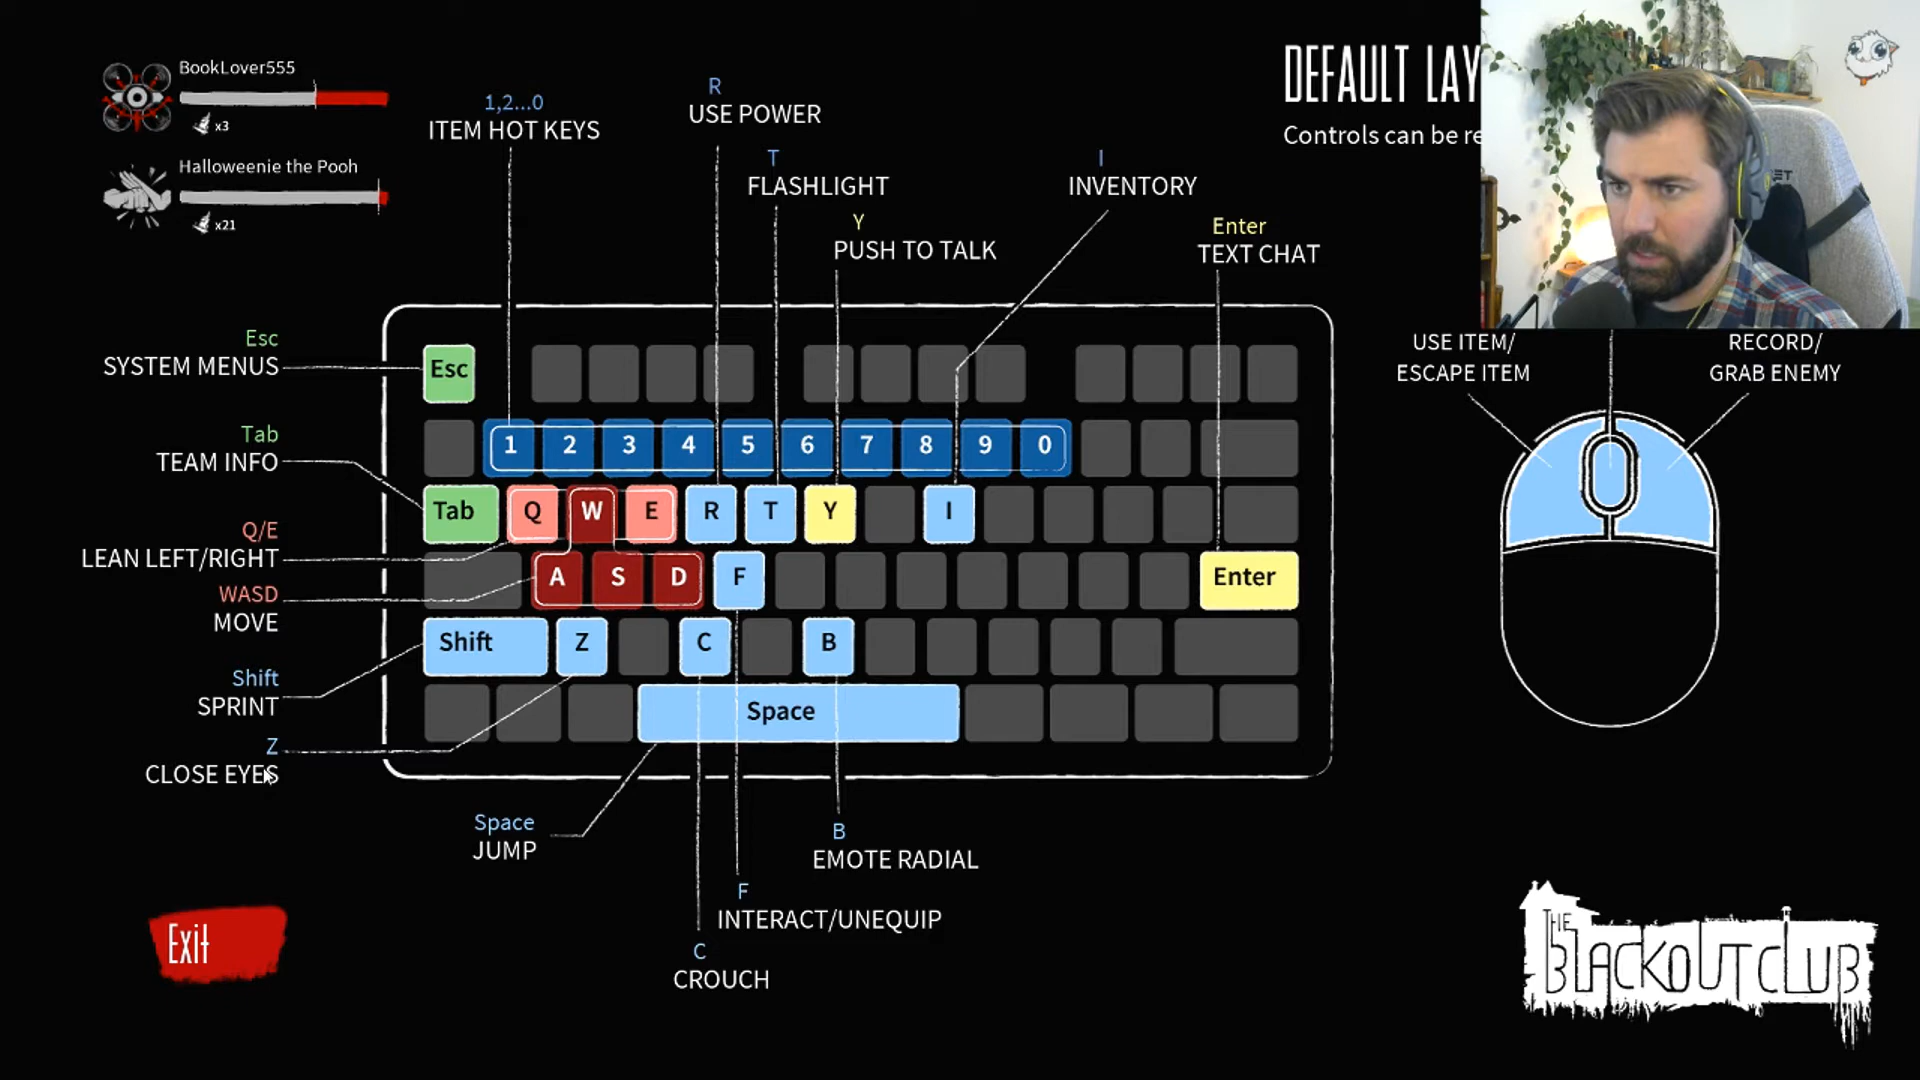 BookLover555
x3
Halloweenie the Pooh
x21
1,2...0
ITEM HOT KEYS
R
USE POWER
T
FLASHLIGHT
Y
PUSH TO TALK
I
INVENTORY
Enter
TEXT CHAT
DEFAULT LAY
Controls can be re
Esc
SYSTEM MENUS
Tab
TEAM INFO
Q/E
LEAN LEFT/RIGHT
WASD
MOVE
Shift
SPRINT
Z
CLOSE EYES
Esc
1 2 3 4 5 6 7 8 9 0
Tab Q W E R T Y I
A S D F Enter
Shift Z C B
Space
USE ITEM/
ESCAPE ITEM
RECORD/
GRAB ENEMY
Space
JUMP
B
EMOTE RADIAL
F
INTERACT/UNEQUIP
C
CROUCH
Exit
THE
BLACKOUT CLUB